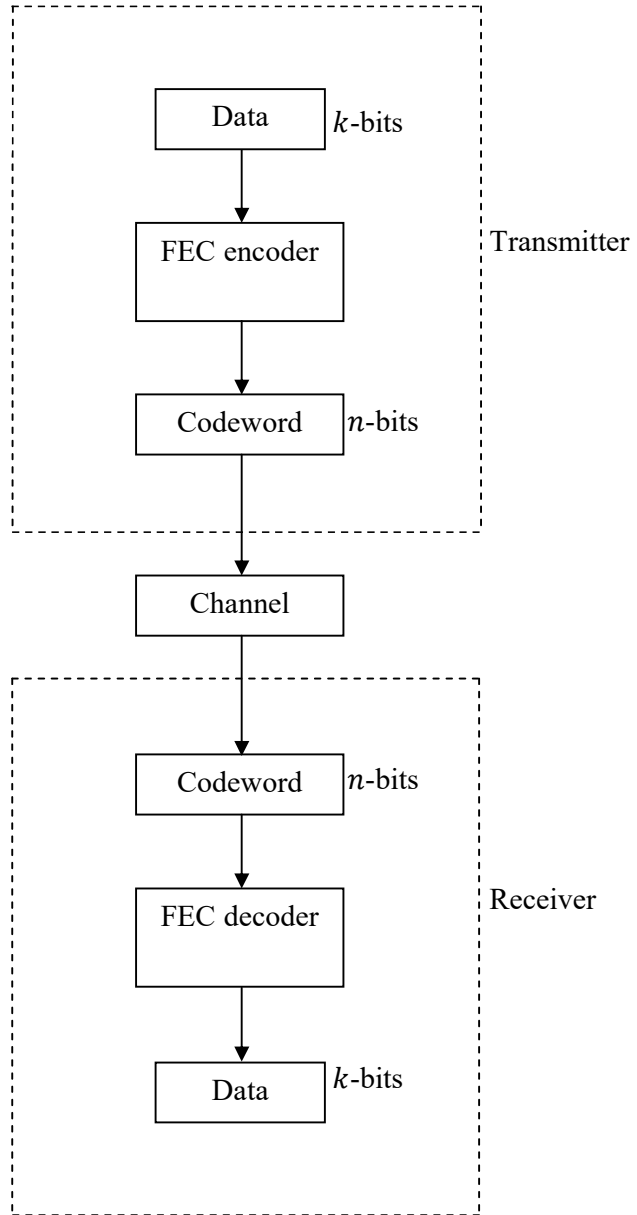 Data
k-bits
FEC encoder
Transmitter
Codeword
n-bits
Channel
Codeword
n-bits
FEC decoder
Receiver
Data
k-bits